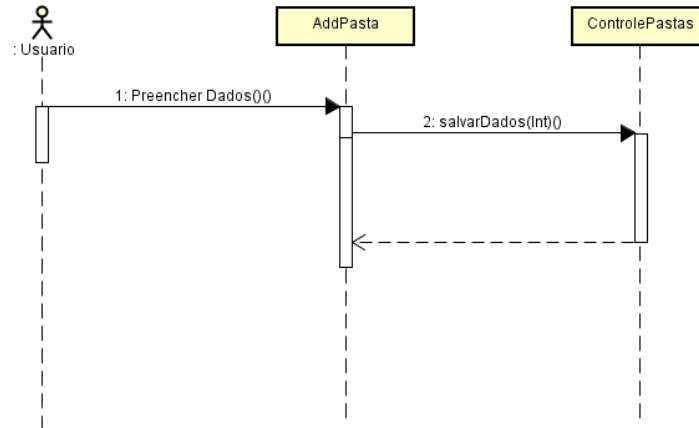 AddPasta
ControlePastas
: Usuario
1: Preencher Dados()()
2: salvarDados(Int)()